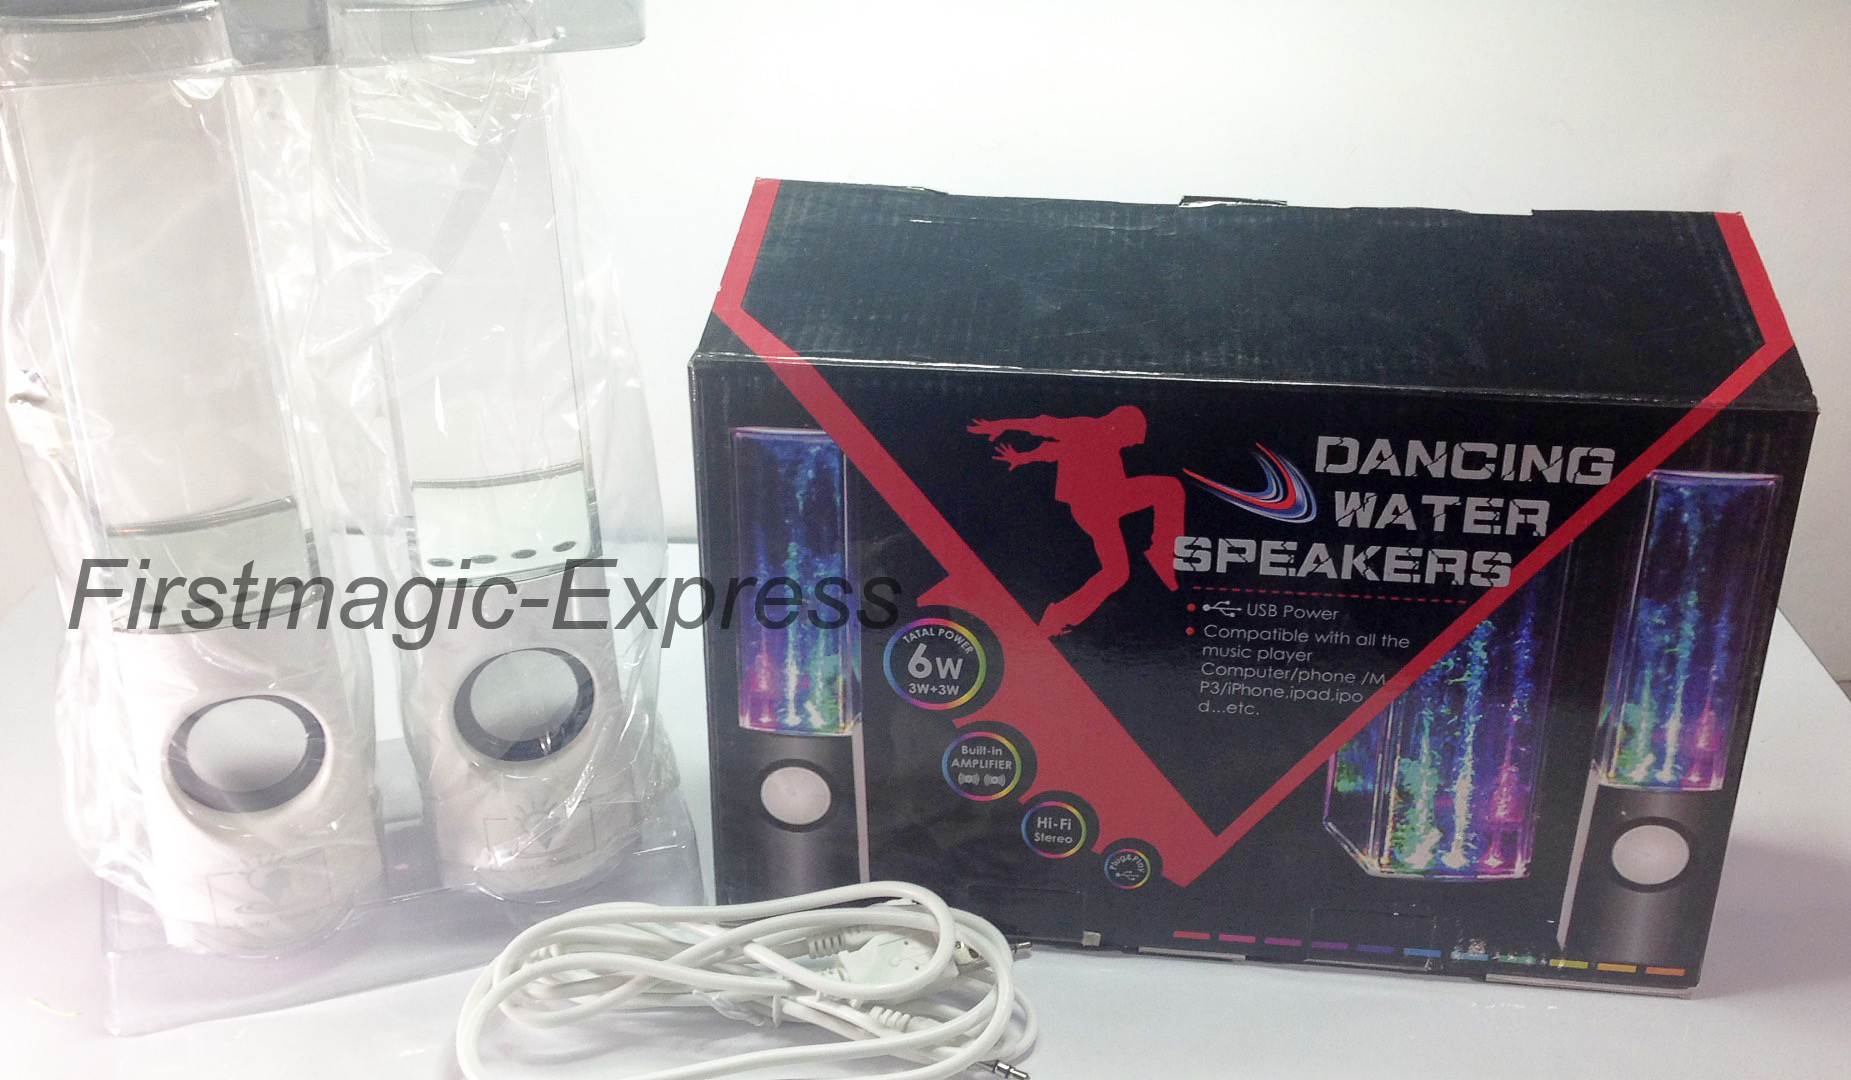 DANCING
WATER
SPEAKERS
USB Power
Compatible with all the
music player
Computer/phone /M
P3/iPhone,ipad,ipo
d...etc.
Firstmagic-Express
TATAL POWER
6W
3W+3W
Built-in
AMPLIFIER
Hi-Fi
Stereo
Plug&Play